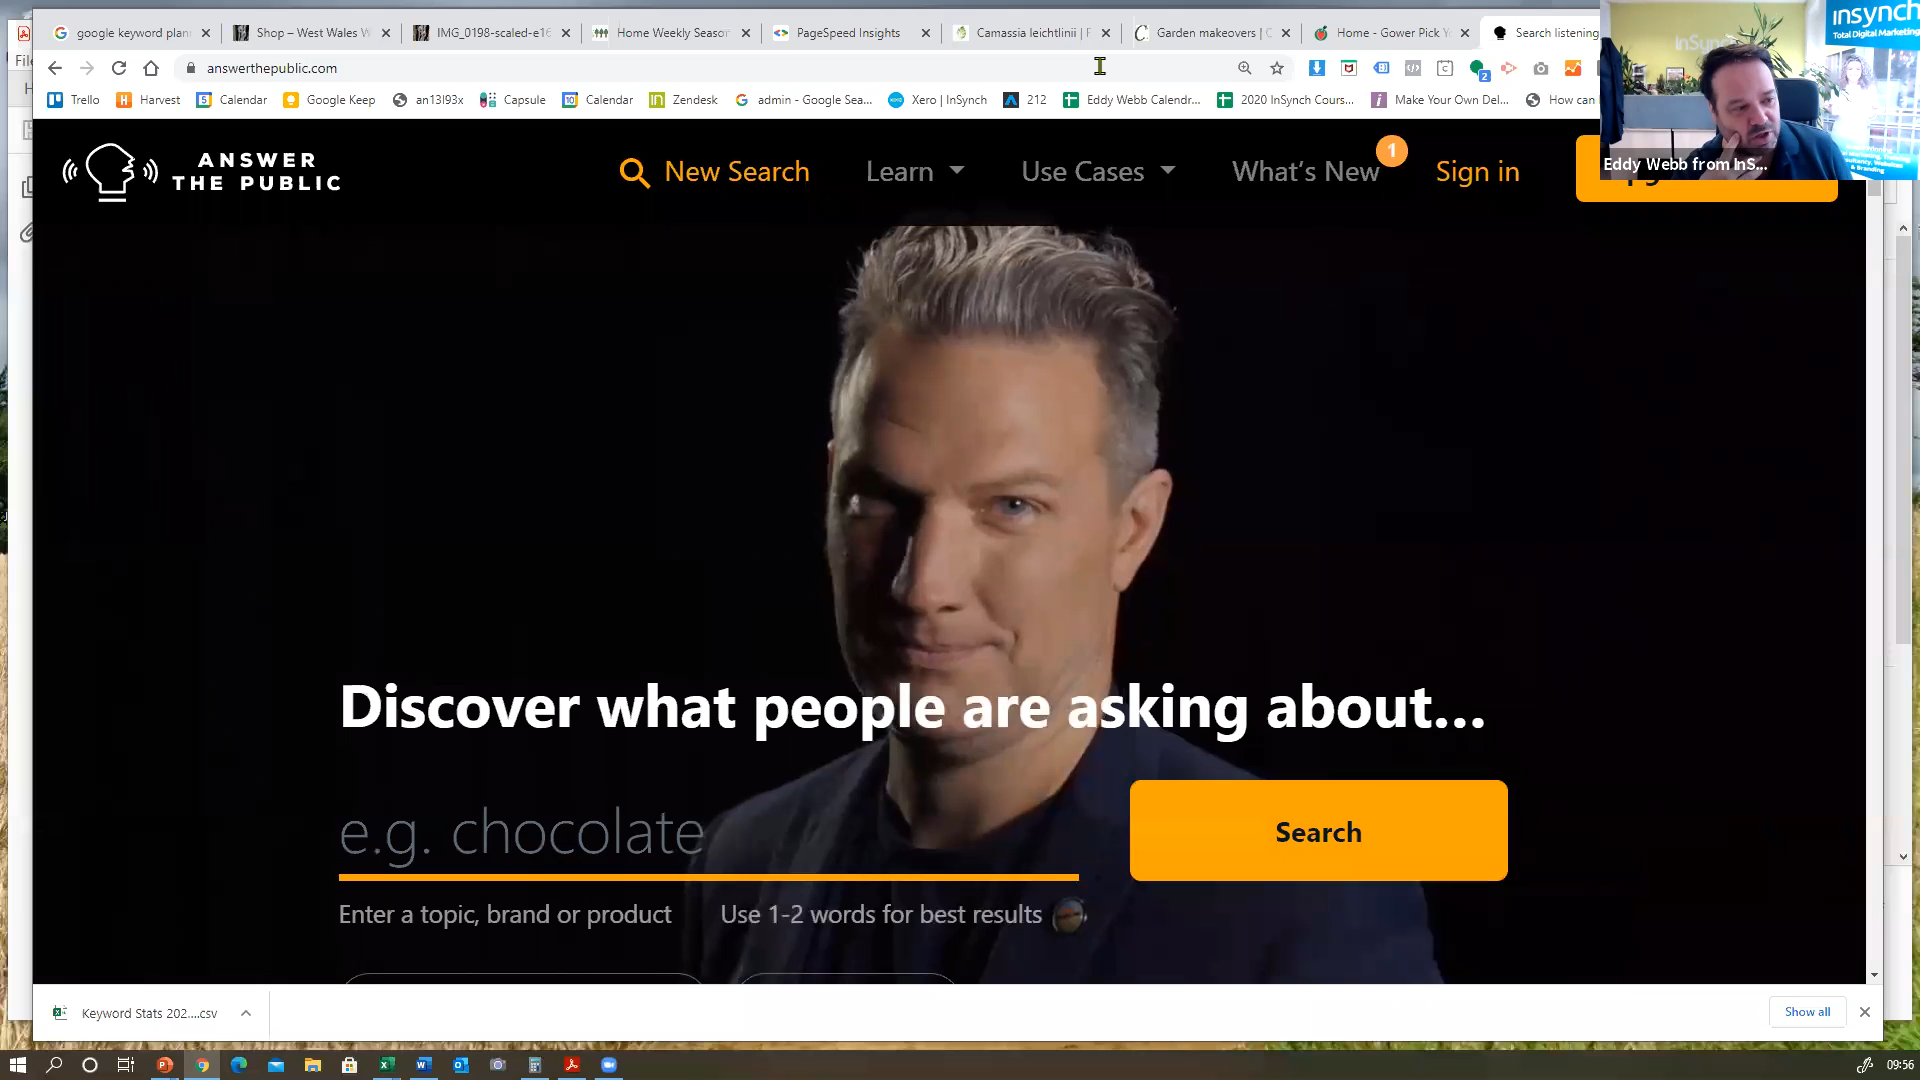 google keyword plan
Shop – West Wales W
IMG_0198-scaled-e16
Home Weekly Season
PageSpeed Insights
Camassia leichtlinii | F
Garden makeovers | C
Home - Gower Pick Y
Search listening
insynch
Total Digital Marketing
File
answerthepublic.com
2
Trello
Harvest
Calendar
Google Keep
an13l93x
Capsule
Calendar
Zendesk
admin - Google Sea...
Xero | InSynch
212
Eddy Webb Calendr...
2020 InSynch Cours...
Make Your Own Del...
How can
ANSWER
THE PUBLIC
New Search
Learn
Use Cases
What's New
1
Sign in
Eddy Webb from InS...
Discover what people are asking about...
e.g. chocolate
Search
Enter a topic, brand or product
Use 1-2 words for best results
Keyword Stats 202....csv
Show all
09:56